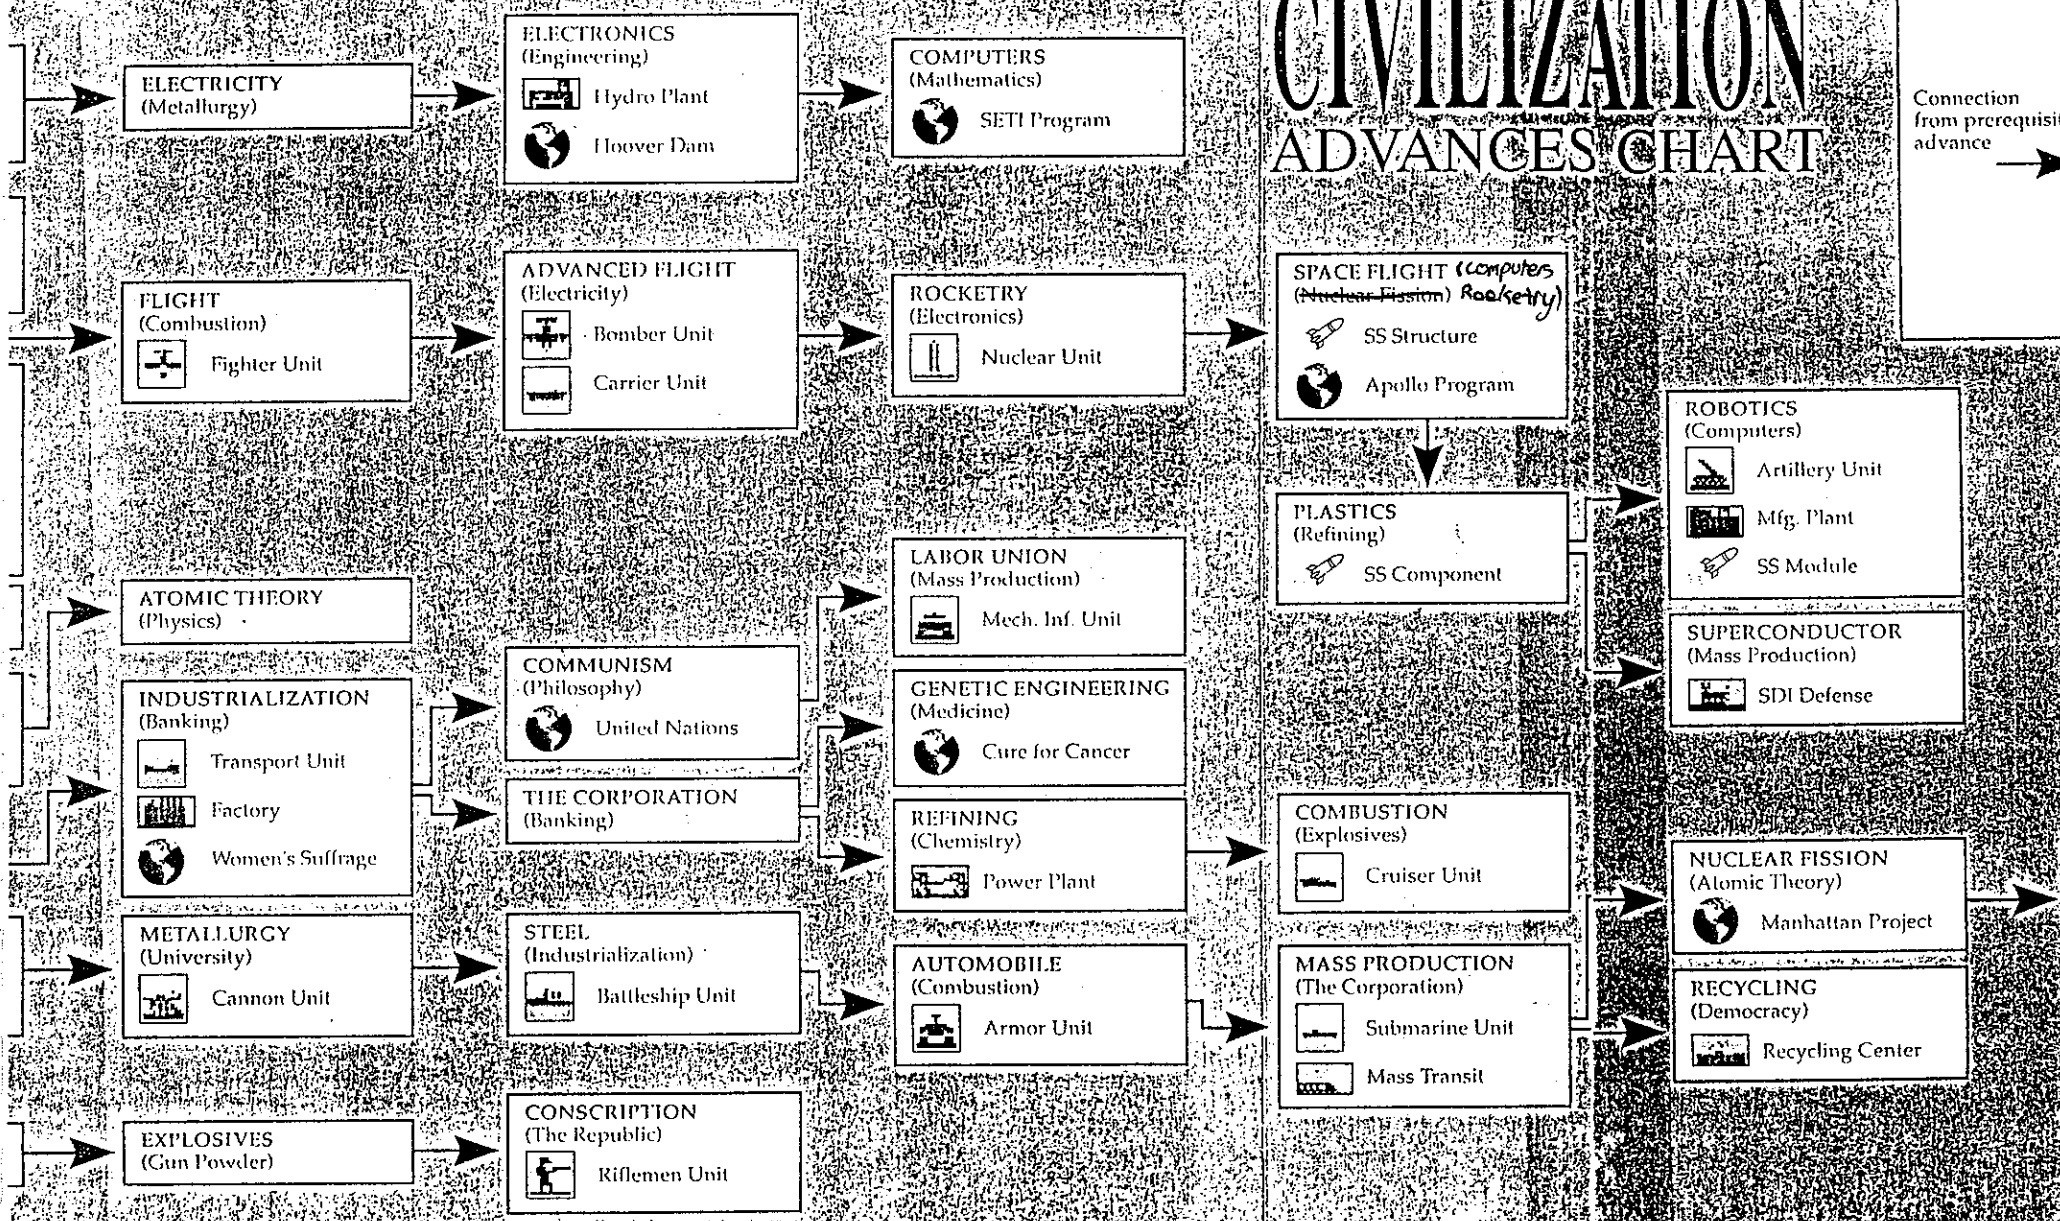 CIVILIZATION
ADVANCES CHART
Connection
from prerequisit
advance
ELECTRICITY
(Metallurgy)
ELECTRONICS
(Engineering)
Hydro Plant
Hoover Dam
COMPUTERS
(Mathematics)
SETI Program
FLIGHT
(Combustion)
Fighter Unit
ADVANCED FLIGHT
(Electricity)
Bomber Unit
Carrier Unit
ROCKETRY
(Electronics)
Nuclear Unit
SPACE FLIGHT (Computers
(Nuclear Fission) Rocketry)
SS Structure
Apollo Program
ROBOTICS
(Computers)
Artillery Unit
Mfg. Plant
SS Module
PLASTICS
(Refining)
SS Component
ATOMIC THEORY
(Physics)
LABOR UNION
(Mass Production)
Mech. Inf. Unit
SUPERCONDUCTOR
(Mass Production)
SDI Defense
INDUSTRIALIZATION
(Banking)
Transport Unit
Factory
Women's Suffrage
COMMUNISM
(Philosophy)
United Nations
GENETIC ENGINEERING
(Medicine)
Cure for Cancer
THE CORPORATION
(Banking)
REFINING
(Chemistry)
Power Plant
COMBUSTION
(Explosives)
Cruiser Unit
NUCLEAR FISSION
(Atomic Theory)
Manhattan Project
METALLURGY
(University)
Cannon Unit
STEEL
(Industrialization)
Battleship Unit
AUTOMOBILE
(Combustion)
Armor Unit
MASS PRODUCTION
(The Corporation)
Submarine Unit
Mass Transit
RECYCLING
(Democracy)
Recycling Center
EXPLOSIVES
(Gun Powder)
CONSCRIPTION
(The Republic)
Riflemen Unit